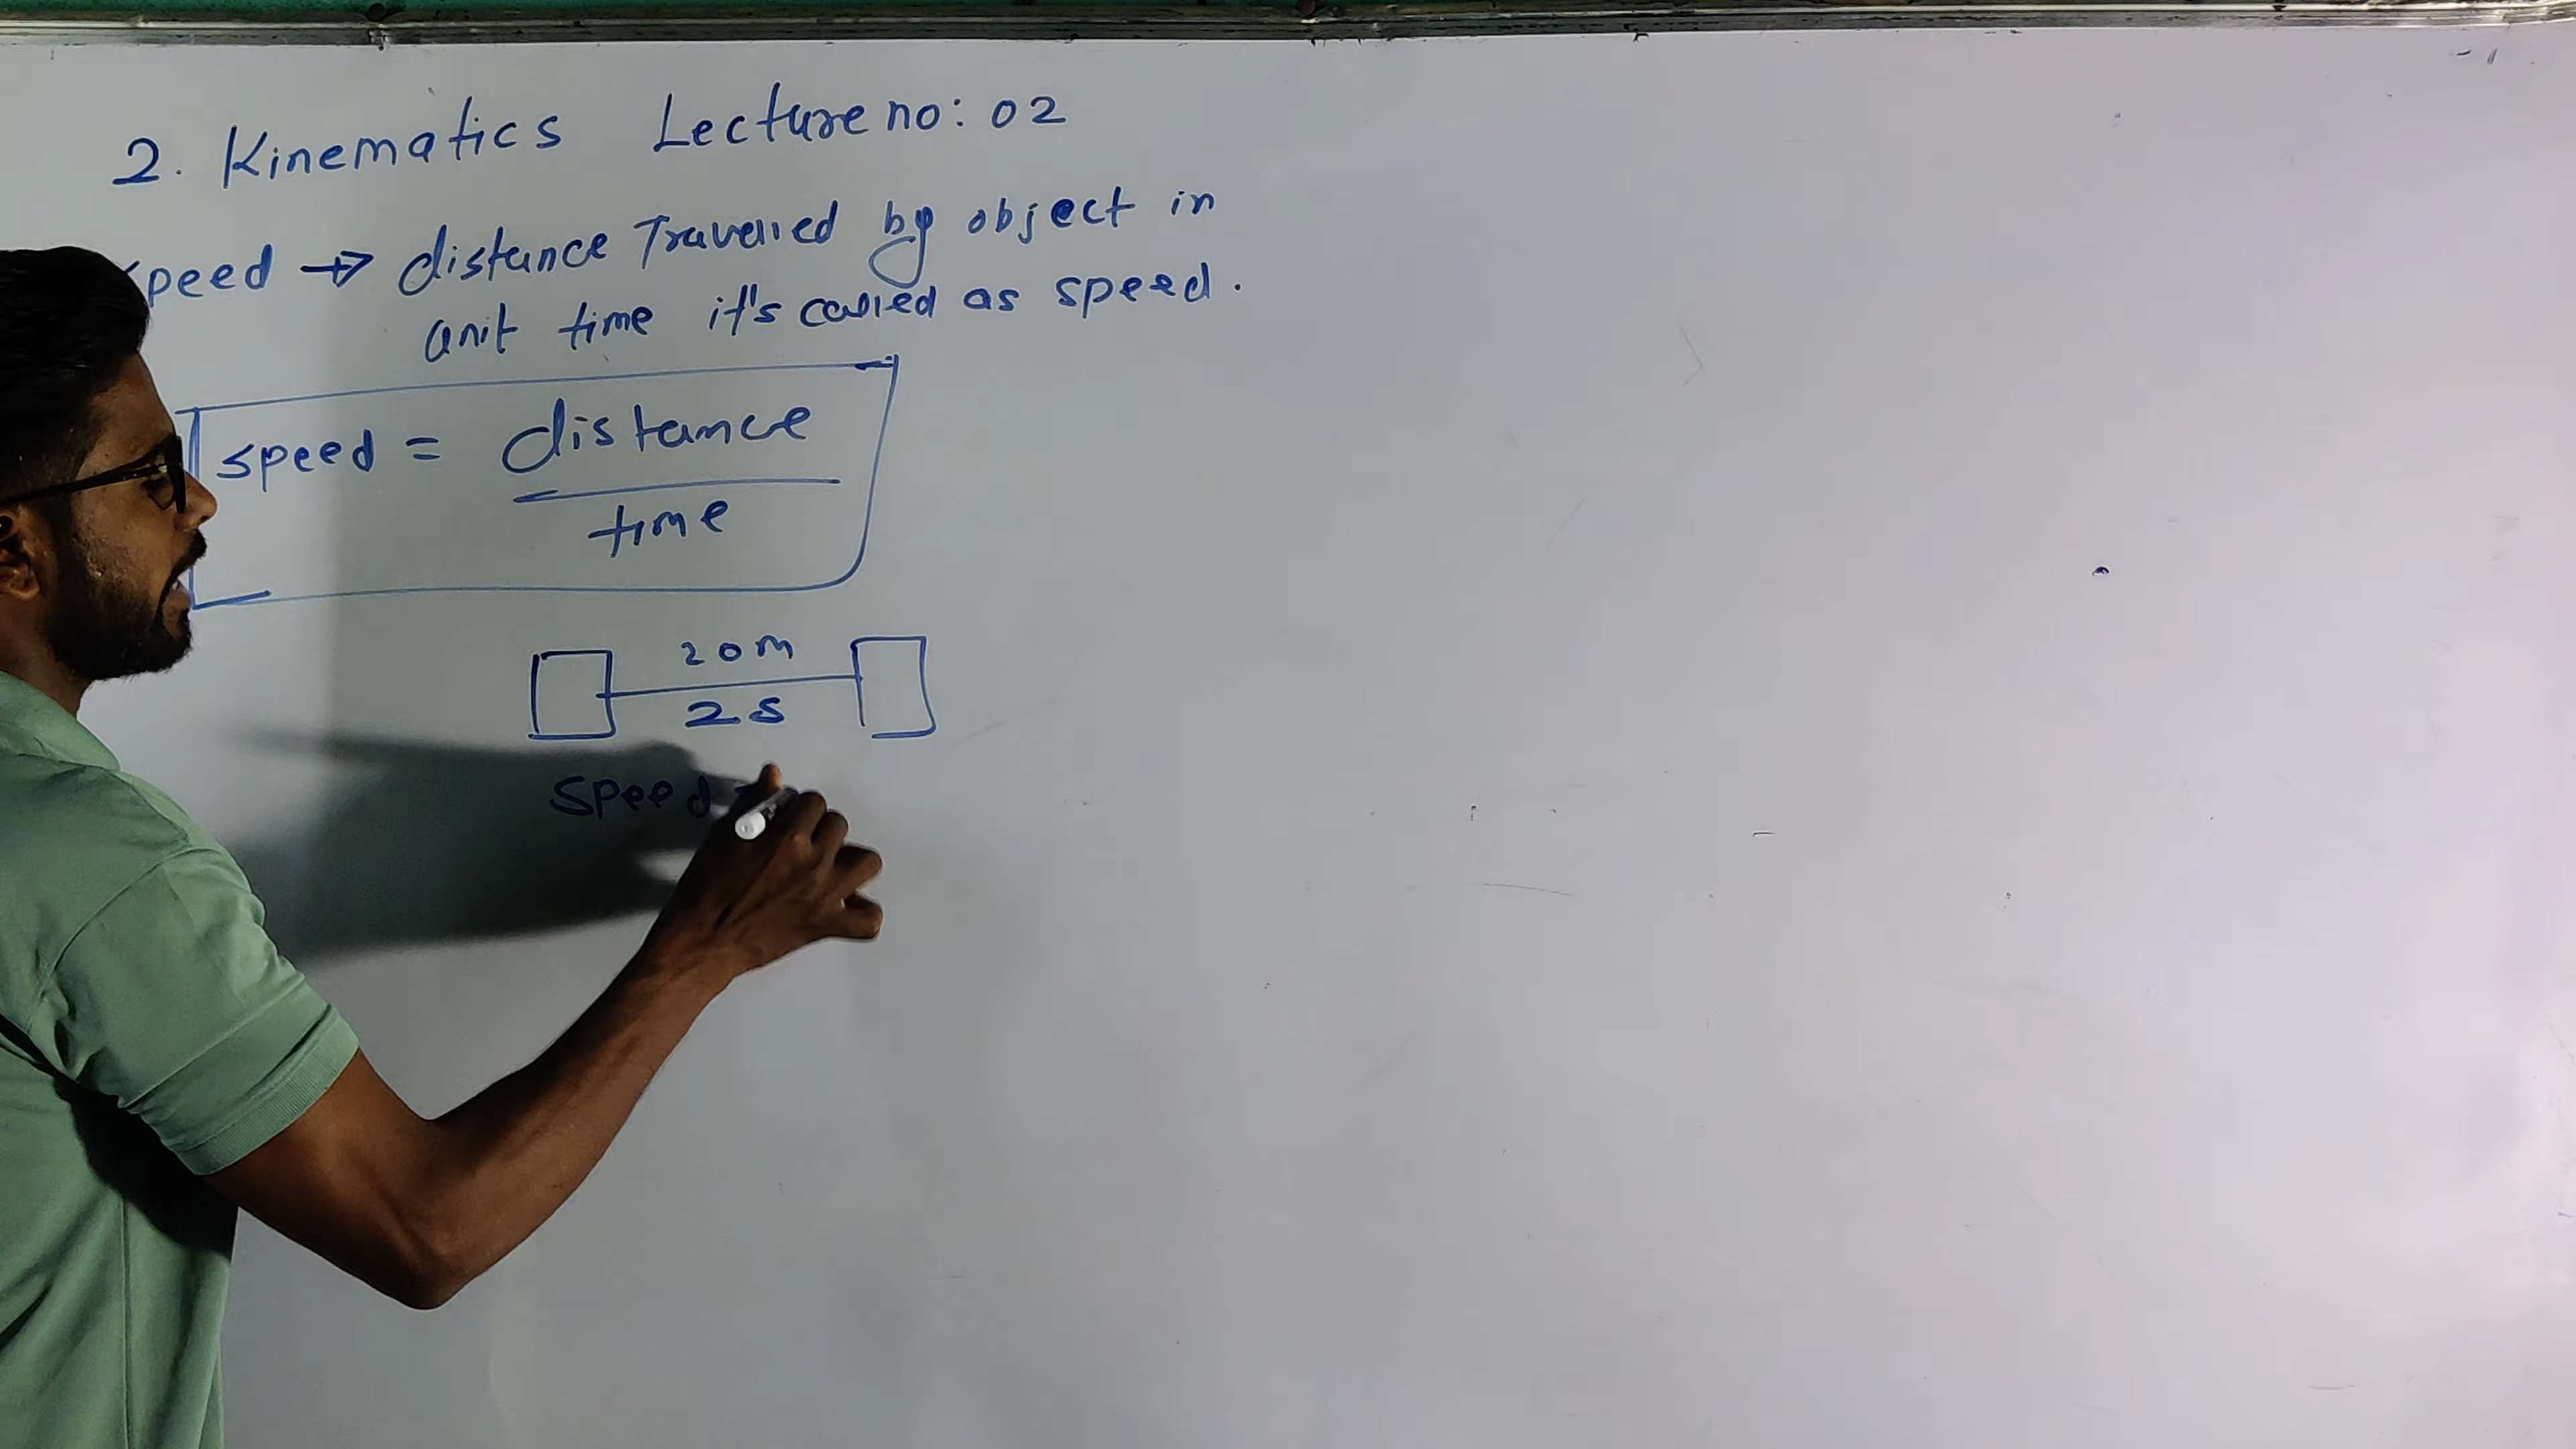 2. Kinematics Lecture no: 02
speed → distance Travelled by object in
unit time it's called as speed.
speed = distance
time
20m
2s
speed =